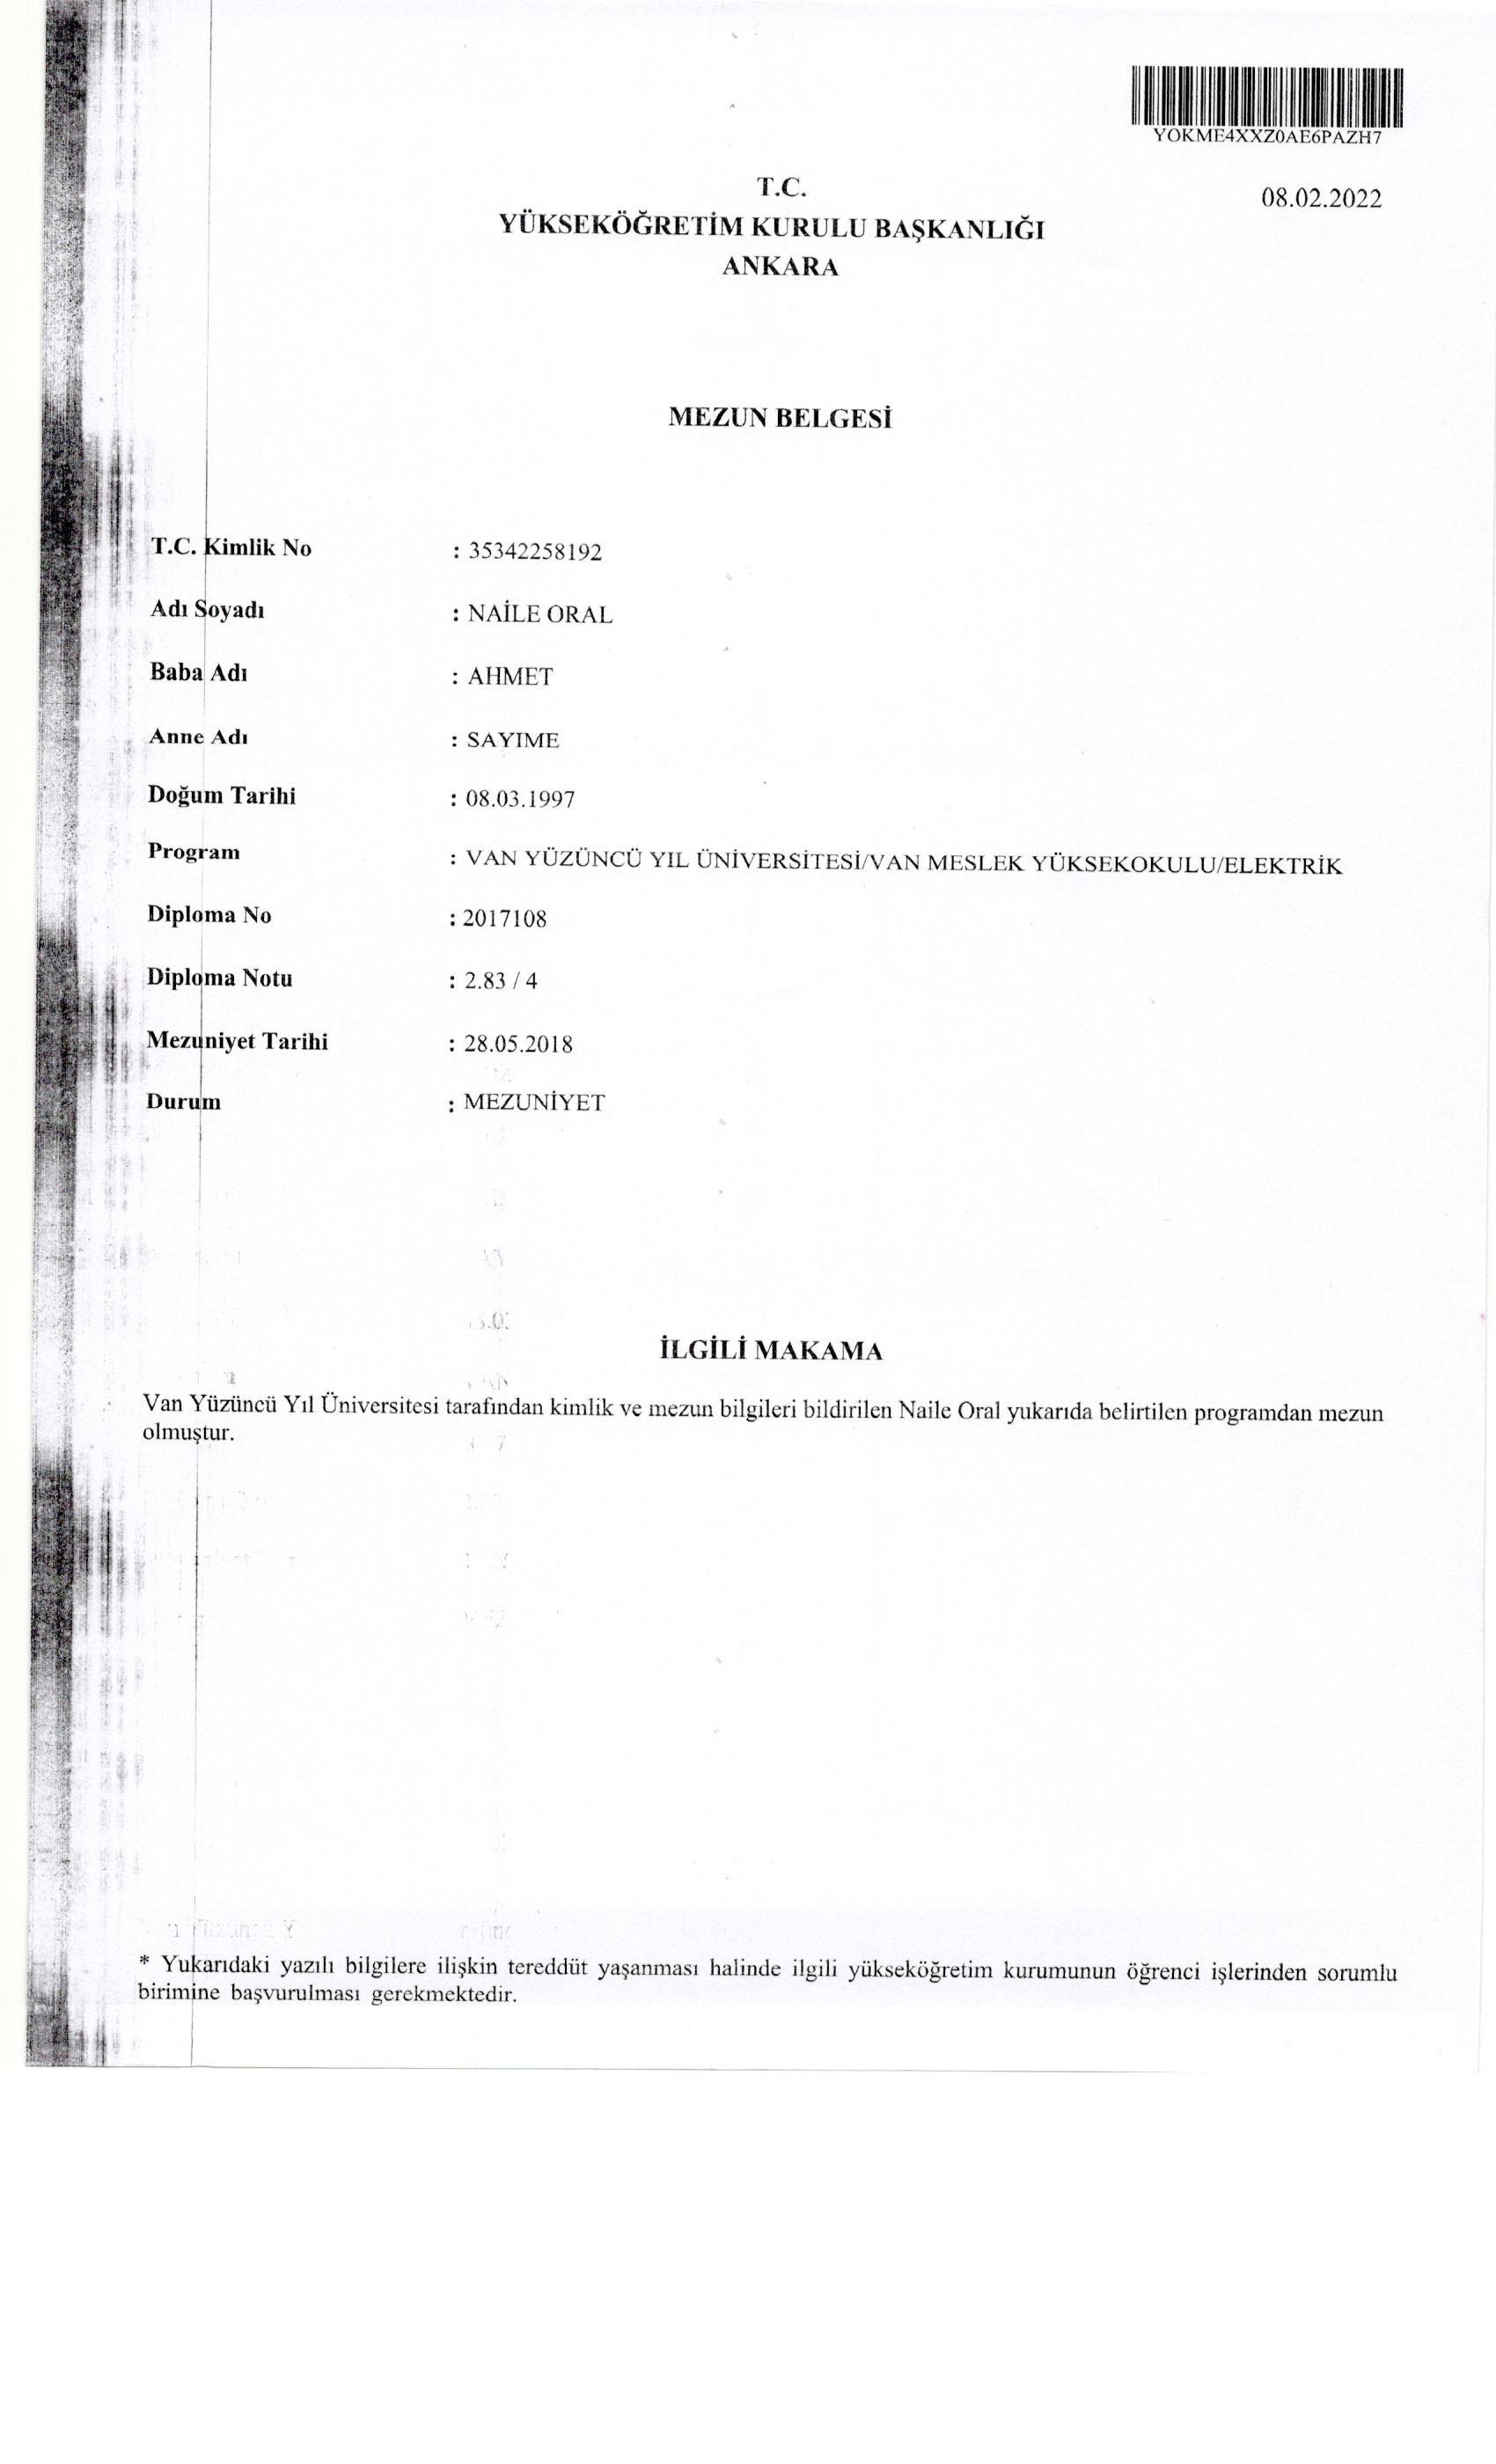 YOKME4XXZ0AE6PAZH7
T.C.
08.02.2022
YÜKSEKÖĞRETİM KURULU BAŞKANLIĞI
ANKARA
MEZUN BELGESİ
T.C. Kimlik No : 35342258192
Adı Soyadı : NAİLE ORAL
Baba Adı : AHMET
Anne Adı : SAYIME
Doğum Tarihi : 08.03.1997
Program : VAN YÜZÜNCÜ YIL ÜNİVERSİTESİ/VAN MESLEK YÜKSEKOKULU/ELEKTRİK
Diploma No : 2017108
Diploma Notu : 2.83 / 4
Mezuniyet Tarihi : 28.05.2018
Durum : MEZUNİYET
İLGİLİ MAKAMA
Van Yüzüncü Yıl Üniversitesi tarafından kimlik ve mezun bilgileri bildirilen Naile Oral yukarıda belirtilen programdan mezun
olmuştur.
* Yukarıdaki yazılı bilgilere ilişkin tereddüt yaşanması halinde ilgili yükseköğretim kurumunun öğrenci işlerinden sorumlu
birimine başvurulması gerekmektedir.